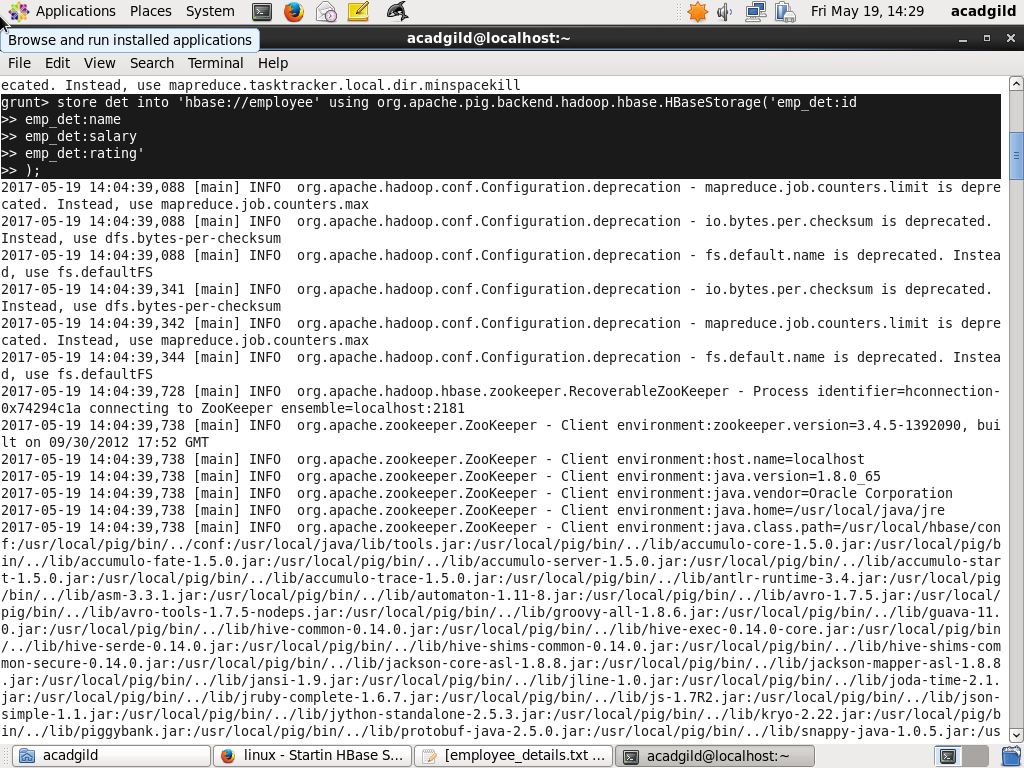 Applications Places System Fri May 19, 14:29 acadgild
Browse and run installed applications
acadgild@localhost:~
File Edit View Search Terminal Help
ecated. Instead, use mapreduce.tasktracker.local.dir.minspacekill
grunt> store det into 'hbase://employee' using org.apache.pig.backend.hadoop.hbase.HBaseStorage('emp_det:id
>> emp_det:name
>> emp_det:salary
>> emp_det:rating'
>> );
2017-05-19 14:04:39,088 [main] INFO  org.apache.hadoop.conf.Configuration.deprecation - mapreduce.job.counters.limit is depre
cated. Instead, use mapreduce.job.counters.max
2017-05-19 14:04:39,088 [main] INFO  org.apache.hadoop.conf.Configuration.deprecation - io.bytes.per.checksum is deprecated.
Instead, use dfs.bytes-per-checksum
2017-05-19 14:04:39,088 [main] INFO  org.apache.hadoop.conf.Configuration.deprecation - fs.default.name is deprecated. Instea
d, use fs.defaultFS
2017-05-19 14:04:39,341 [main] INFO  org.apache.hadoop.conf.Configuration.deprecation - io.bytes.per.checksum is deprecated.
Instead, use dfs.bytes-per-checksum
2017-05-19 14:04:39,342 [main] INFO  org.apache.hadoop.conf.Configuration.deprecation - mapreduce.job.counters.limit is depre
cated. Instead, use mapreduce.job.counters.max
2017-05-19 14:04:39,344 [main] INFO  org.apache.hadoop.conf.Configuration.deprecation - fs.default.name is deprecated. Instea
d, use fs.defaultFS
2017-05-19 14:04:39,728 [main] INFO  org.apache.hadoop.hbase.zookeeper.RecoverableZooKeeper - Process identifier=hconnection-
0x74294c1a connecting to ZooKeeper ensemble=localhost:2181
2017-05-19 14:04:39,738 [main] INFO  org.apache.zookeeper.ZooKeeper - Client environment:zookeeper.version=3.4.5-1392090, bui
lt on 09/30/2012 17:52 GMT
2017-05-19 14:04:39,738 [main] INFO  org.apache.zookeeper.ZooKeeper - Client environment:host.name=localhost
2017-05-19 14:04:39,738 [main] INFO  org.apache.zookeeper.ZooKeeper - Client environment:java.version=1.8.0_65
2017-05-19 14:04:39,738 [main] INFO  org.apache.zookeeper.ZooKeeper - Client environment:java.vendor=Oracle Corporation
2017-05-19 14:04:39,738 [main] INFO  org.apache.zookeeper.ZooKeeper - Client environment:java.home=/usr/local/java/jre
2017-05-19 14:04:39,738 [main] INFO  org.apache.zookeeper.ZooKeeper - Client environment:java.class.path=/usr/local/hbase/con
f:/usr/local/pig/bin/../conf:/usr/local/java/lib/tools.jar:/usr/local/pig/bin/../lib/accumulo-core-1.5.0.jar:/usr/local/pig/b
in/../lib/accumulo-fate-1.5.0.jar:/usr/local/pig/bin/../lib/accumulo-server-1.5.0.jar:/usr/local/pig/bin/../lib/accumulo-star
t-1.5.0.jar:/usr/local/pig/bin/../lib/accumulo-trace-1.5.0.jar:/usr/local/pig/bin/../lib/antlr-runtime-3.4.jar:/usr/local/pig
/bin/../lib/asm-3.3.1.jar:/usr/local/pig/bin/../lib/automaton-1.11-8.jar:/usr/local/pig/bin/../lib/avro-1.7.5.jar:/usr/local/
pig/bin/../lib/avro-tools-1.7.5-nodeps.jar:/usr/local/pig/bin/../lib/groovy-all-1.8.6.jar:/usr/local/pig/bin/../lib/guava-11.
0.jar:/usr/local/pig/bin/../lib/hive-common-0.14.0.jar:/usr/local/pig/bin/../lib/hive-exec-0.14.0-core.jar:/usr/local/pig/bin
/../lib/hive-serde-0.14.0.jar:/usr/local/pig/bin/../lib/hive-shims-common-0.14.0.jar:/usr/local/pig/bin/../lib/hive-shims-com
mon-secure-0.14.0.jar:/usr/local/pig/bin/../lib/jackson-core-asl-1.8.8.jar:/usr/local/pig/bin/../lib/jackson-mapper-asl-1.8.8
.jar:/usr/local/pig/bin/../lib/jansi-1.9.jar:/usr/local/pig/bin/../lib/jline-1.0.jar:/usr/local/pig/bin/../lib/joda-time-2.1.
jar:/usr/local/pig/bin/../lib/jruby-complete-1.6.7.jar:/usr/local/pig/bin/../lib/js-1.7R2.jar:/usr/local/pig/bin/../lib/json-
simple-1.1.jar:/usr/local/pig/bin/../lib/jython-standalone-2.5.3.jar:/usr/local/pig/bin/../lib/kryo-2.22.jar:/usr/local/pig/b
in/../lib/piggybank.jar:/usr/local/pig/bin/../lib/protobuf-java-2.5.0.jar:/usr/local/pig/bin/../lib/snappy-java-1.0.5.jar:/us
acadgild linux - Startin HBase S... [employee_details.txt ... acadgild@localhost:~